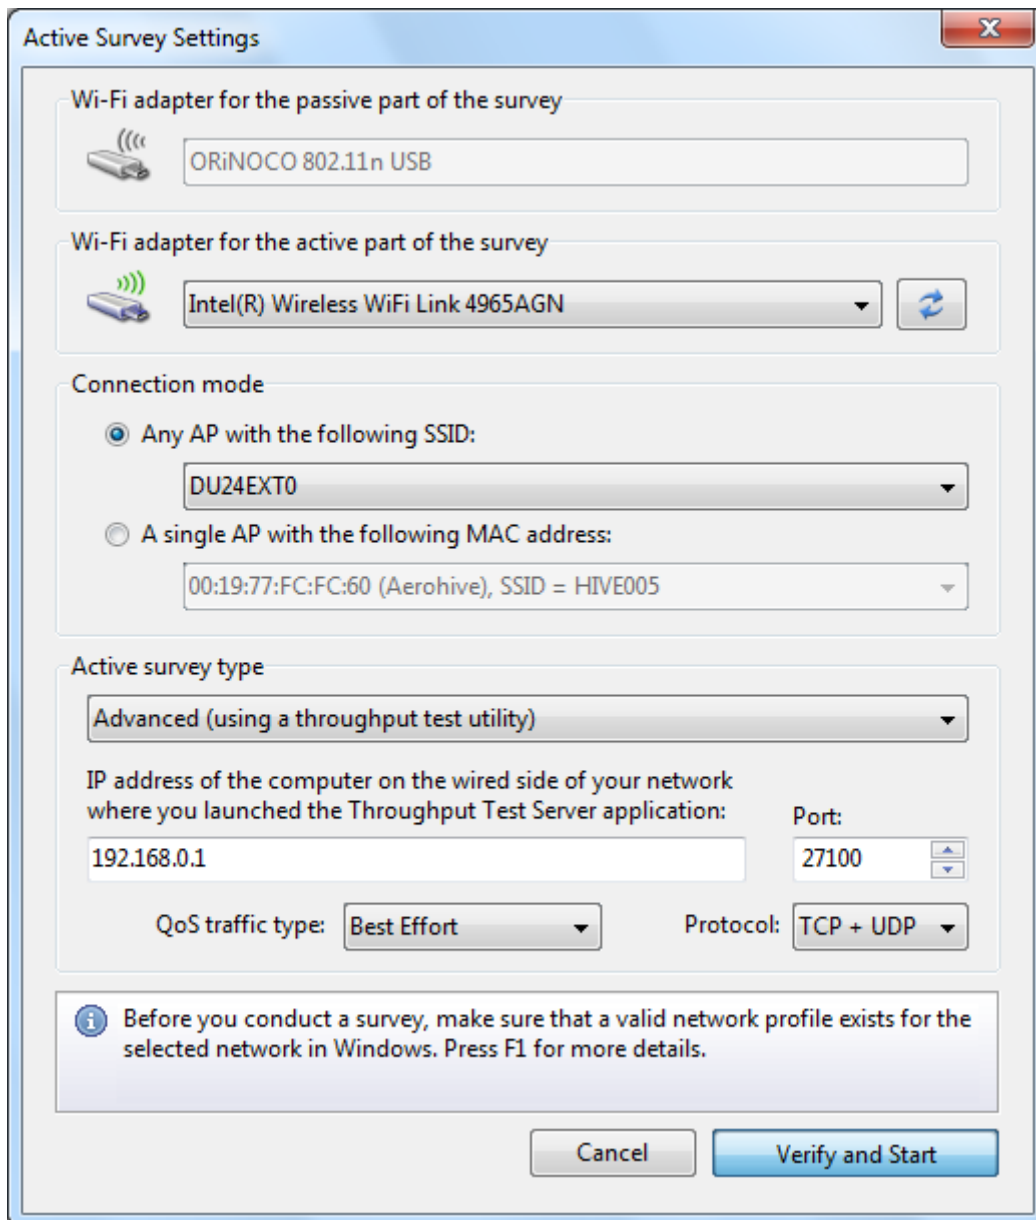 Active Survey Settings
Wi-Fi adapter for the passive part of the survey
ORiNOCO 802.11n USB
Wi-Fi adapter for the active part of the survey
Intel(R) Wireless WiFi Link 4965AGN
Connection mode
Any AP with the following SSID:
DU24EXT0
A single AP with the following MAC address:
00:19:77:FC:FC:60 (Aerohive), SSID = HIVE005
Active survey type
Advanced (using a throughput test utility)
IP address of the computer on the wired side of your network
where you launched the Throughput Test Server application:
Port:
192.168.0.1
27100
QoS traffic type:
Best Effort
Protocol:
TCP + UDP
Before you conduct a survey, make sure that a valid network profile exists for the
selected network in Windows. Press F1 for more details.
Cancel
Verify and Start